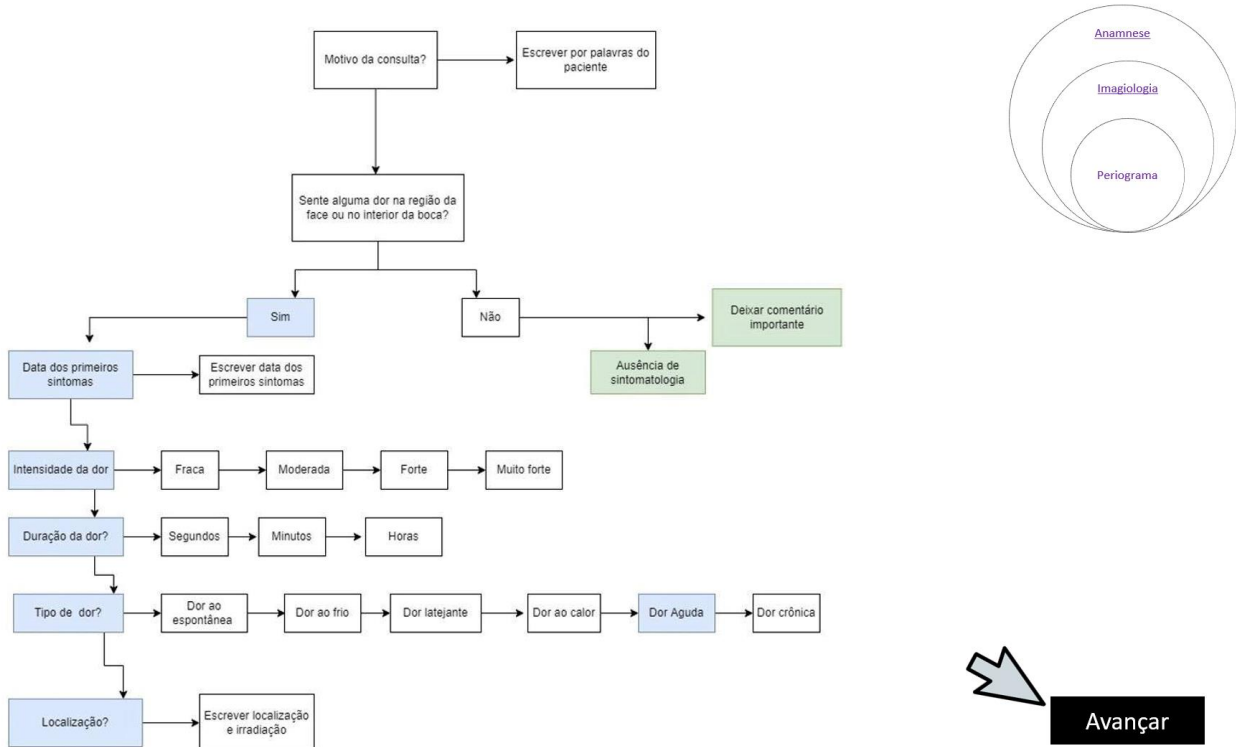 Motivo da consulta?
Escrever por palavras do
paciente
Anamnese
Imagiologia
Periograma
Sente alguma dor na região da
face ou no interior da boca?
Sim
Não
Deixar comentário
importante
Ausência de
sintomatologia
Data dos primeiros
sintomas
Escrever data dos
primeiros sintomas
Intensidade da dor
Fraca
Moderada
Forte
Muito forte
Duração da dor?
Segundos
Minutos
Horas
Tipo de dor?
Dor ao
espontânea
Dor ao frio
Dor latejante
Dor ao calor
Dor Aguda
Dor crônica
Localização?
Escrever localização
e irradiação
Avançar